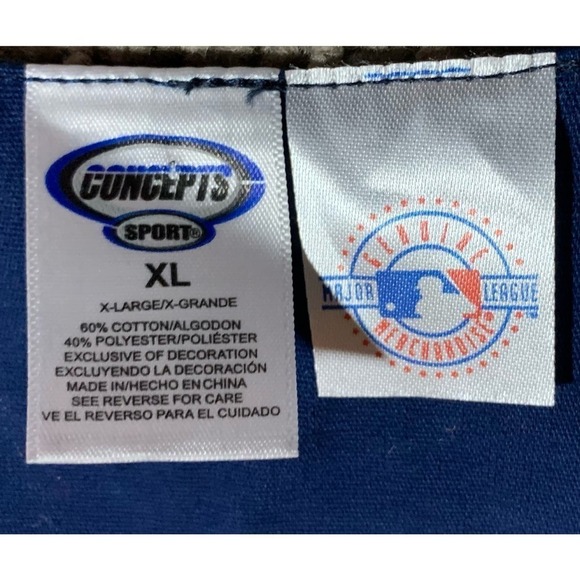 CONCEPTS
SPORT®
XL
X-LARGE/X-GRANDE
60% COTTON/ALGODON
40% POLYESTER/POLIÉSTER
EXCLUSIVE OF DECORATION
EXCLUYENDO LA DECORACIÓN
MADE IN/HECHO EN CHINA
SEE REVERSE FOR CARE
VE EL REVERSO PARA EL CUIDADO
GENUINE
MAJOR LEAGUE
MERCHANDISE